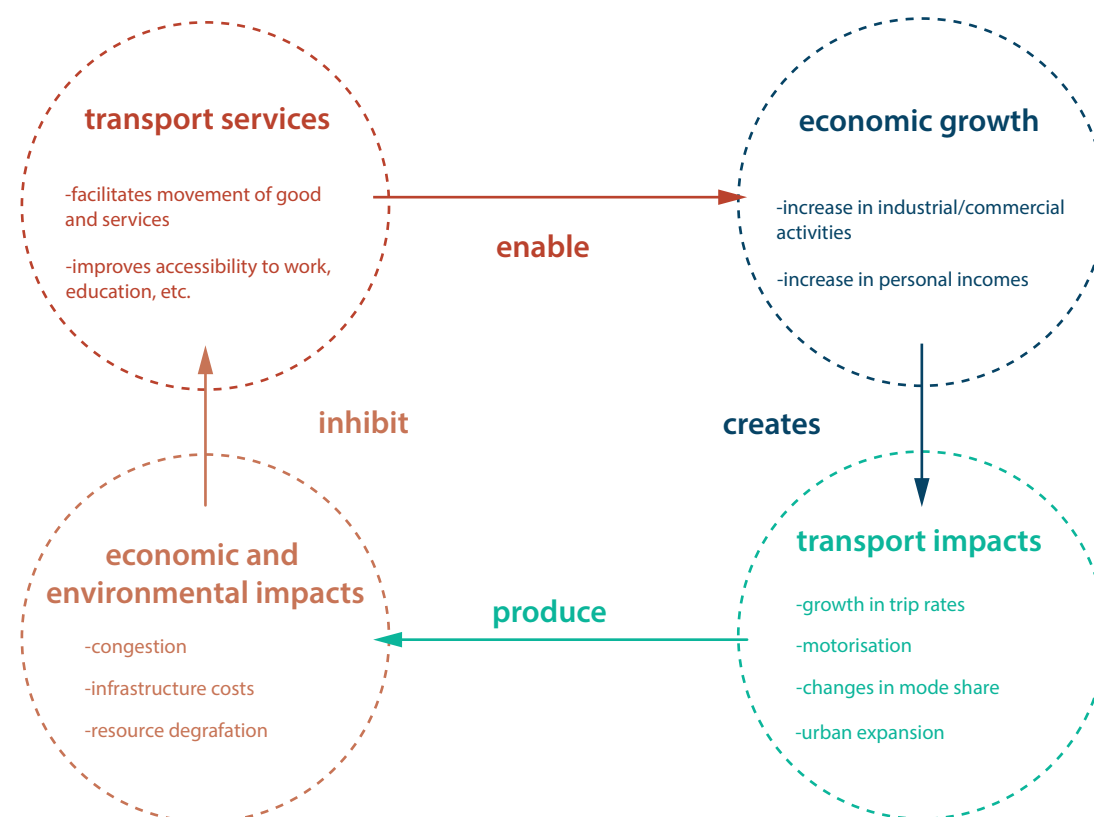 transport services
-facilitates movement of good
and services
-improves accessibility to work,
education, etc.
enable
economic growth
-increase in industrial/commercial
activities
-increase in personal incomes
inhibit
creates
economic and
environmental impacts
-congestion
-infrastructure costs
-resource degrafation
produce
transport impacts
-growth in trip rates
-motorisation
-changes in mode share
-urban expansion